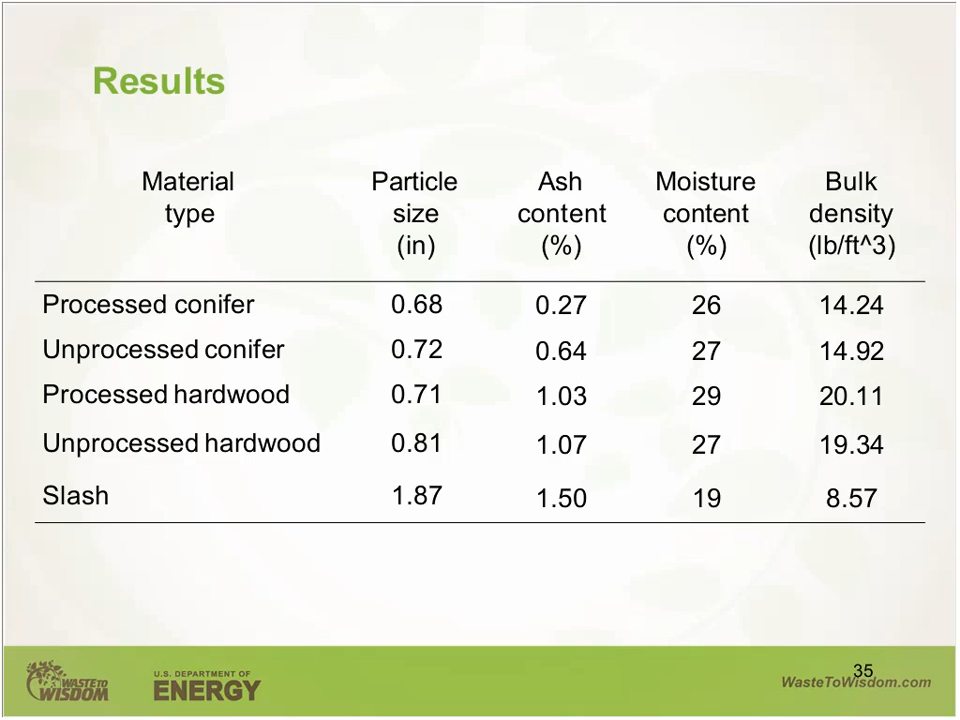 Results
Material type
Particle size (in)
Ash content (%)
Moisture content (%)
Bulk density (lb/ft^3)
Processed conifer 0.68 0.27 26 14.24
Unprocessed conifer 0.72 0.64 27 14.92
Processed hardwood 0.71 1.03 29 20.11
Unprocessed hardwood 0.81 1.07 27 19.34
Slash 1.87 1.50 19 8.57
WASTE TO
WISDOM
U.S. DEPARTMENT OF
ENERGY
35
WasteToWisdom.com